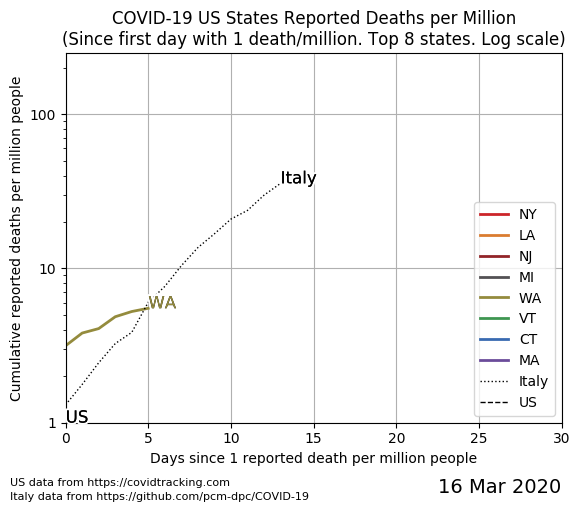 COVID-19 US States Reported Deaths per Million
(Since first day with 1 death/million. Top 8 states. Log scale)
Cumulative reported deaths per million people
100
10
1
Italy
WA
US
NY
LA
NJ
MI
WA
VT
CT
MA
Italy
US
0 5 10 15 20 25 30
Days since 1 reported death per million people
US data from https://covidtracking.com
Italy data from https://github.com/pcm-dpc/COVID-19
16 Mar 2020